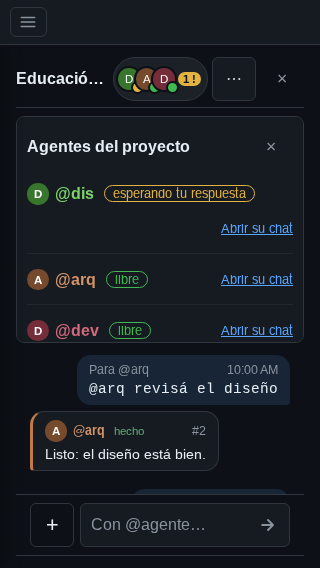 Educació…
D A D 1 !
⋯
×
Agentes del proyecto
×
D @dis esperando tu respuesta
Abrir su chat
A @arq libre Abrir su chat
D @dev libre Abrir su chat
Para @arq 10:00 AM
@arq revisá el diseño
A @arq hecho #2
Listo: el diseño está bien.
+ Con @agente… →